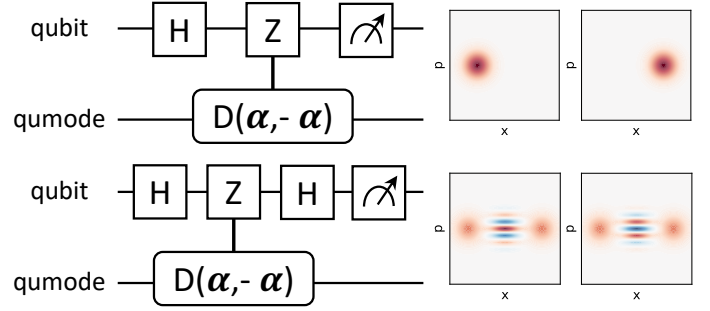 qubit
H
Z
qumode
D(α,- α)
p
x
p
x
qubit
H
Z
H
qumode
D(α,- α)
p
x
p
x